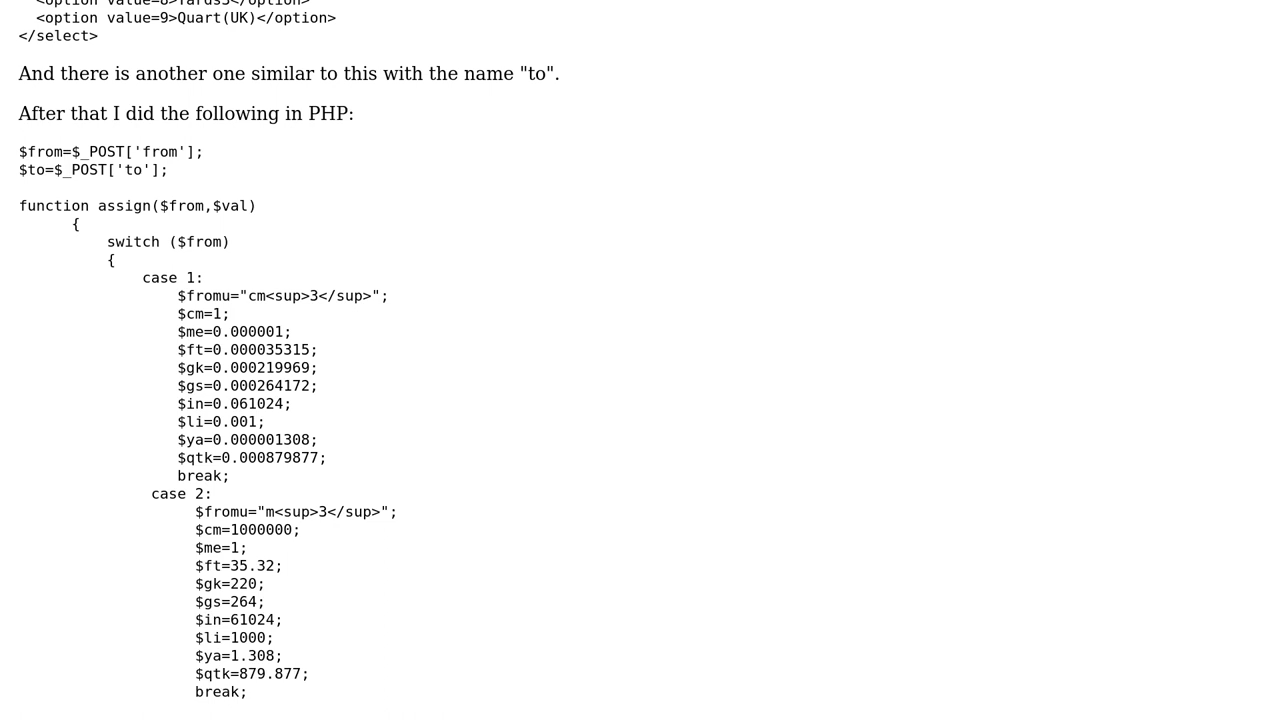 <option value=8>Yards3</option>
<option value=9>Quart(UK)</option>
</select>
And there is another one similar to this with the name "to".
After that I did the following in PHP:
$from=$_POST['from'];
$to=$_POST['to'];
function assign($from,$val)
{
switch ($from)
{
case 1:
$fromu="cm<sup>3</sup>";
$cm=1;
$me=0.000001;
$ft=0.000035315;
$gk=0.000219969;
$gs=0.000264172;
$in=0.061024;
$li=0.001;
$ya=0.000001308;
$qtk=0.000879877;
break;
case 2:
$fromu="m<sup>3</sup>";
$cm=1000000;
$me=1;
$ft=35.32;
$gk=220;
$gs=264;
$in=61024;
$li=1000;
$ya=1.308;
$qtk=879.877;
break;